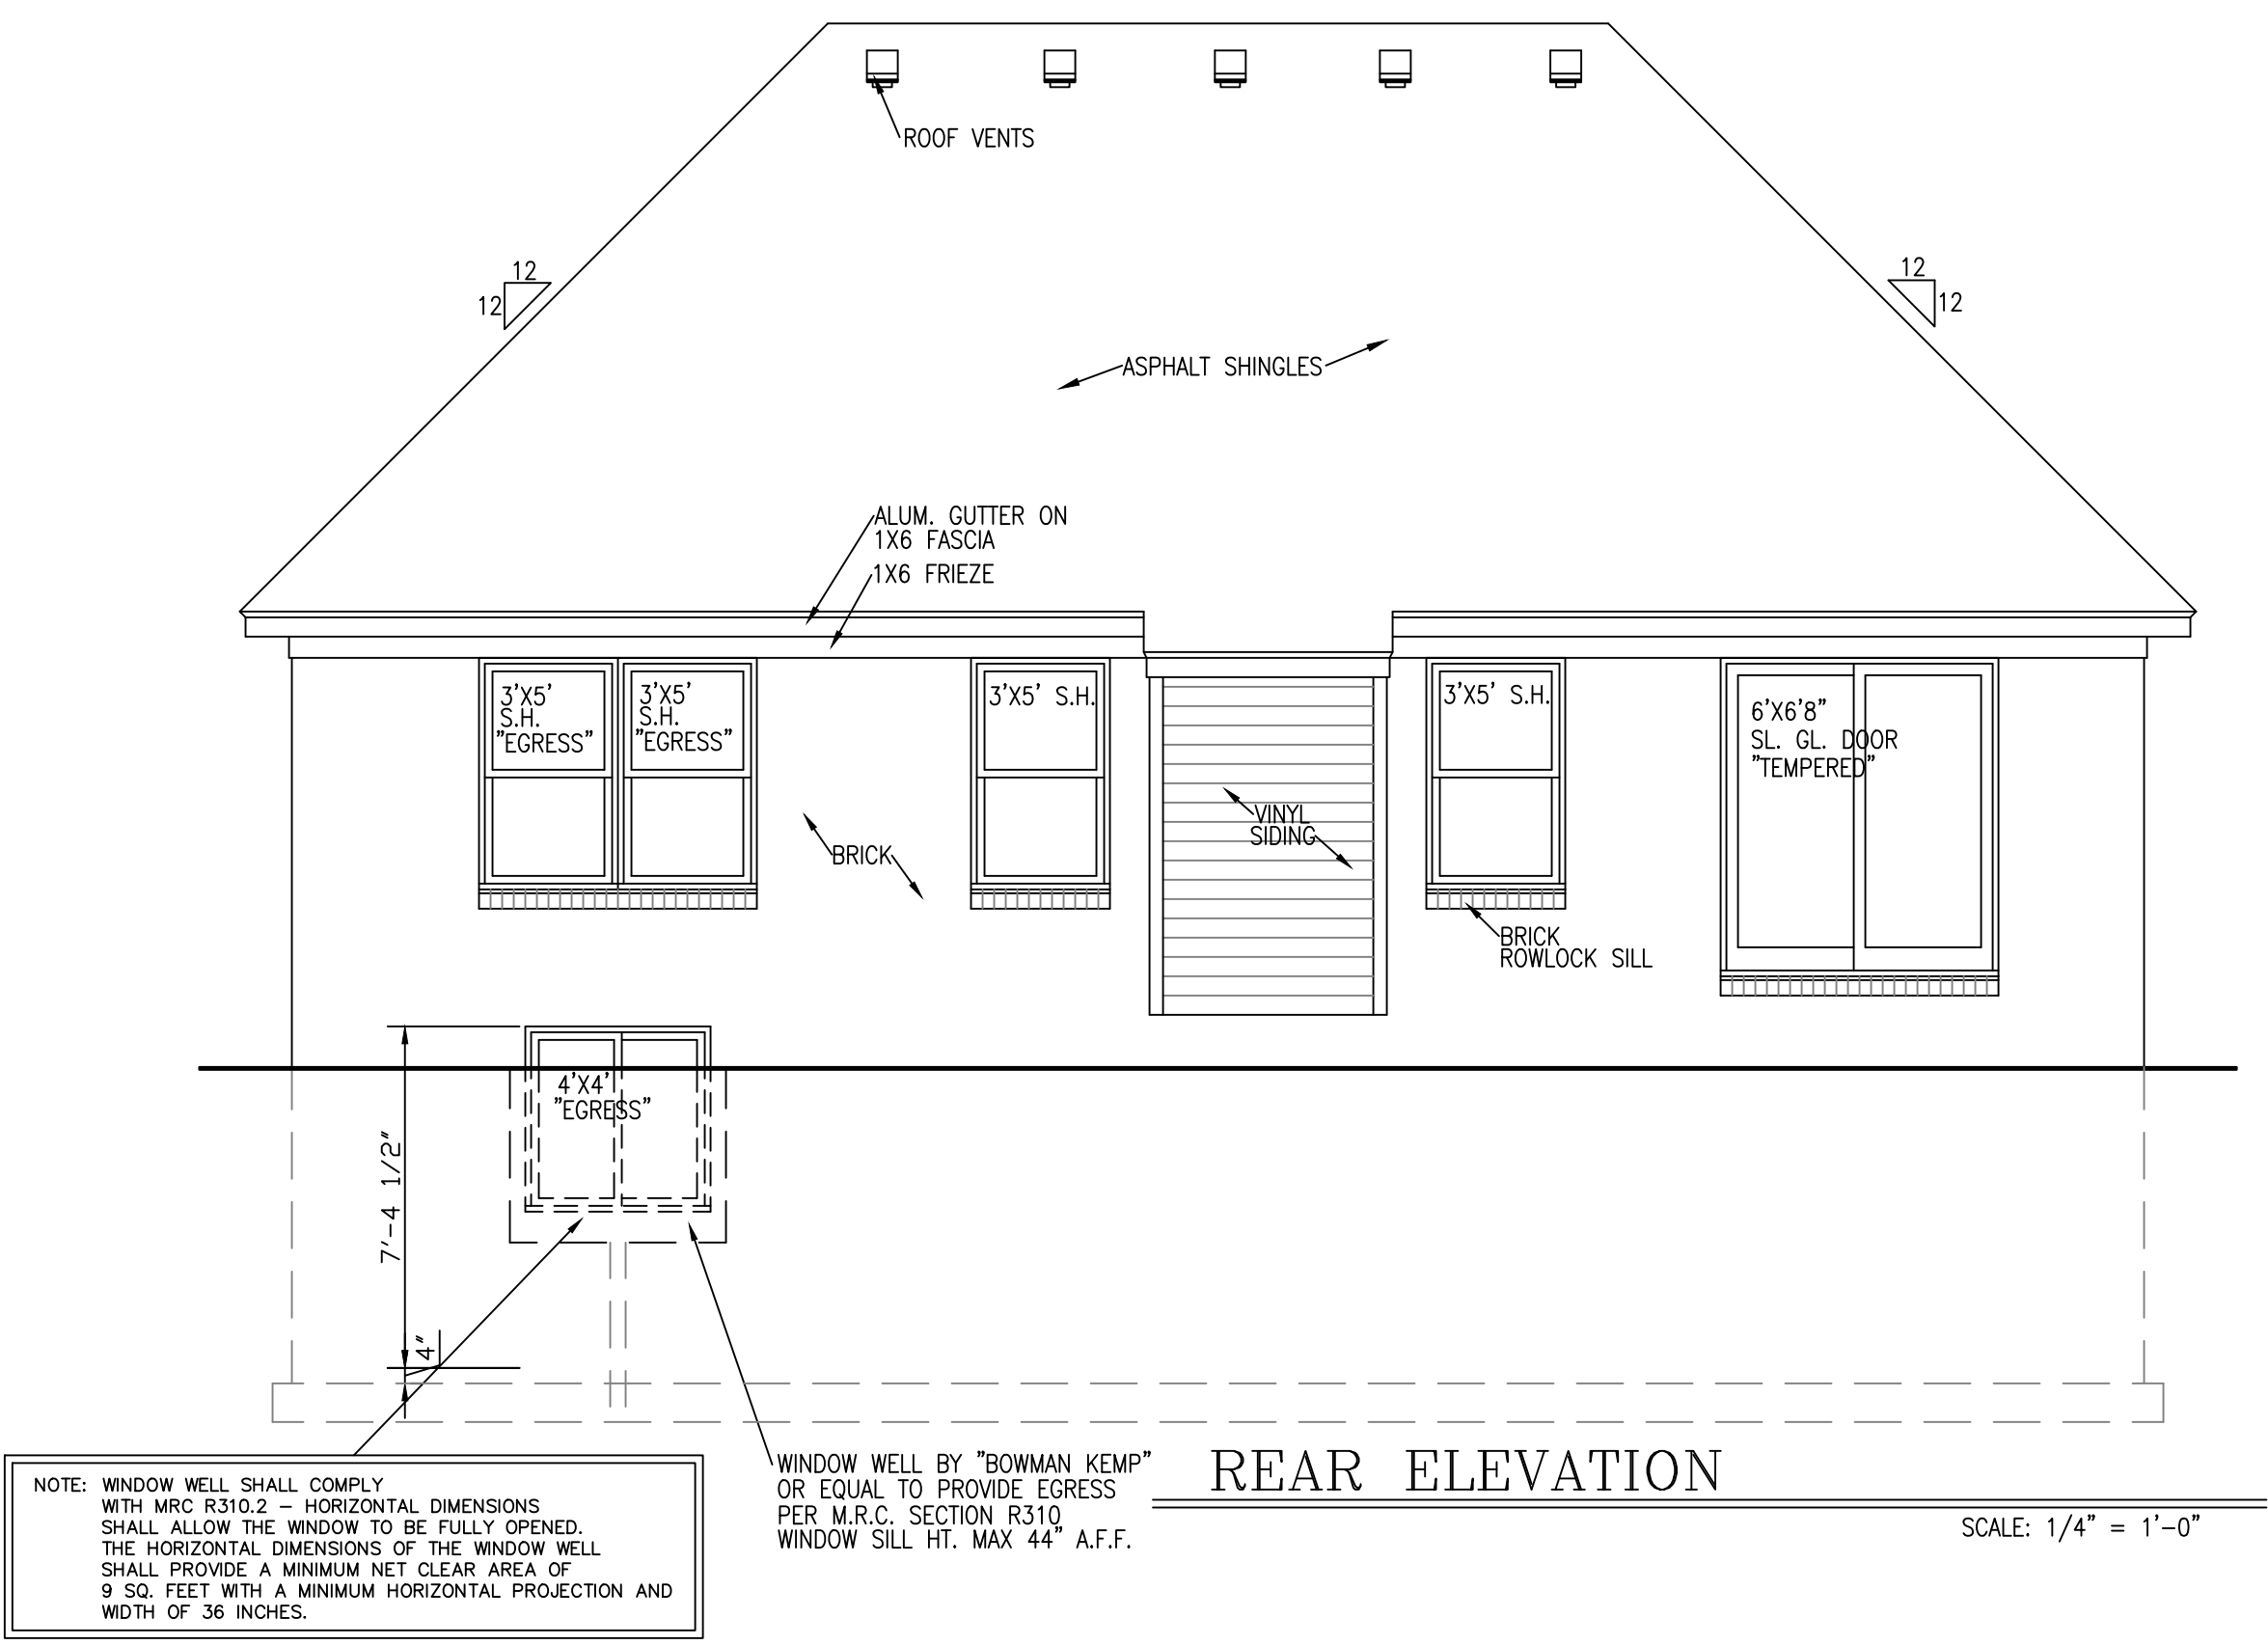 ROOF VENTS
12
12
12
12
ASPHALT SHINGLES
ALUM. GUTTER ON
1X6 FASCIA
1X6 FRIEZE
3'X5'
S.H.
"EGRESS"
3'X5'
S.H.
"EGRESS"
3'X5' S.H.
3'X5' S.H.
6'X6'8"
SL. GL. DOOR
"TEMPERED"
VINYL
SIDING
BRICK
BRICK
ROWLOCK SILL
4'X4'
"EGRESS"
7'-4 1/2"
4"
NOTE: WINDOW WELL SHALL COMPLY
WITH MRC R310.2 – HORIZONTAL DIMENSIONS
SHALL ALLOW THE WINDOW TO BE FULLY OPENED.
THE HORIZONTAL DIMENSIONS OF THE WINDOW WELL
SHALL PROVIDE A MINIMUM NET CLEAR AREA OF
9 SQ. FEET WITH A MINIMUM HORIZONTAL PROJECTION AND
WIDTH OF 36 INCHES.
WINDOW WELL BY "BOWMAN KEMP"
OR EQUAL TO PROVIDE EGRESS
PER M.R.C. SECTION R310
WINDOW SILL HT. MAX 44" A.F.F.
REAR ELEVATION
SCALE: 1/4" = 1'-0"